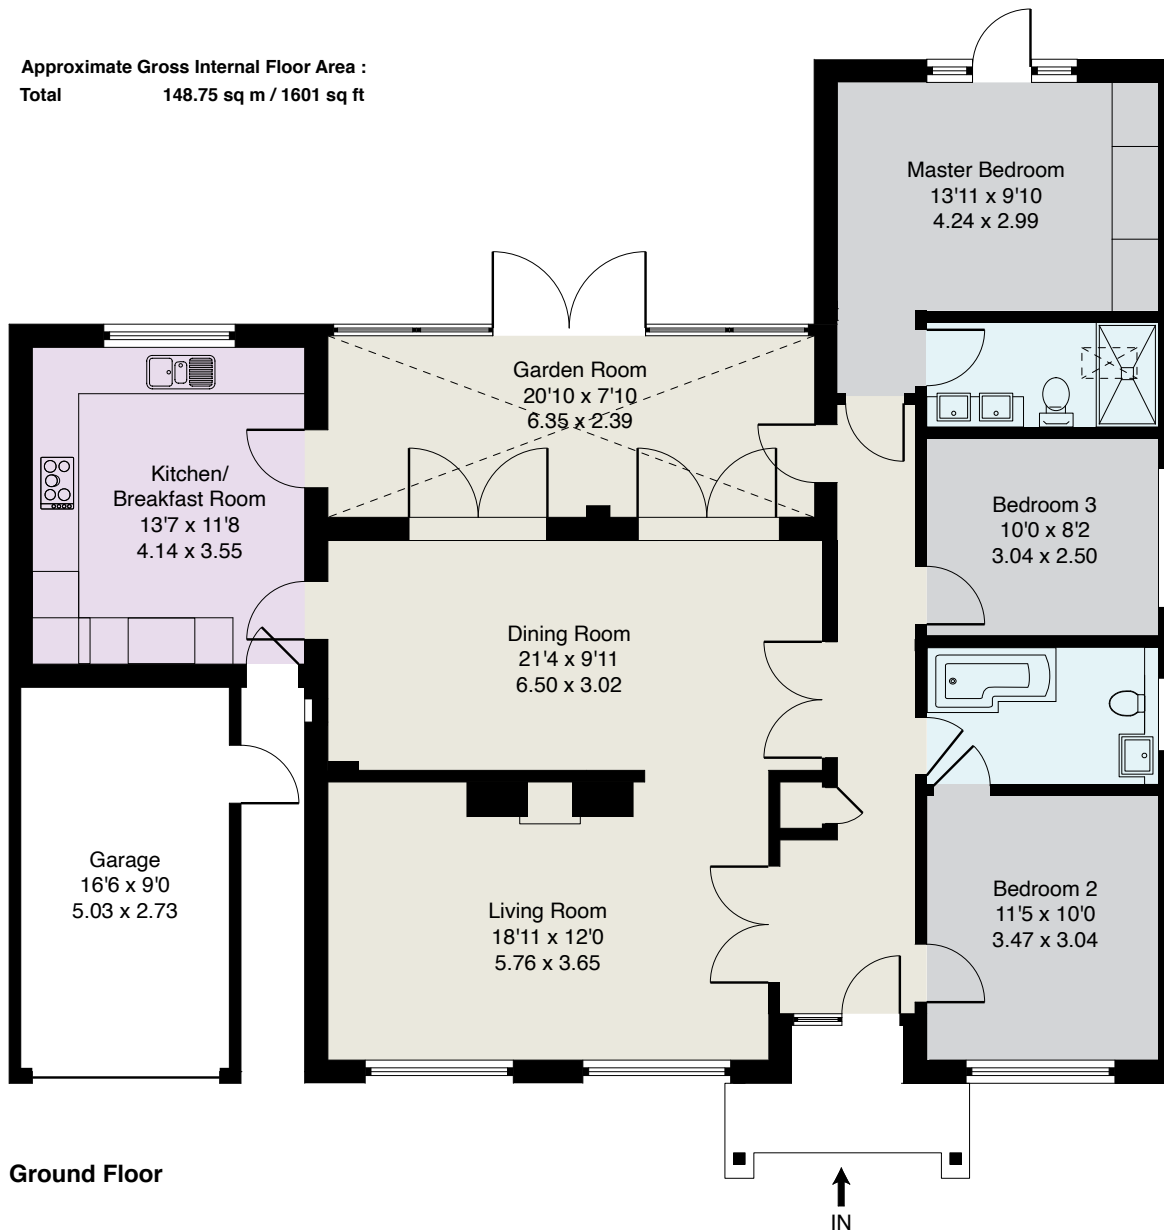 Approximate Gross Internal Floor Area :
Total 148.75 sq m / 1601 sq ft
Master Bedroom
13'11 x 9'10
4.24 x 2.99
Garden Room
20'10 x 7'10
6.35 x 2.39
Kitchen/
Breakfast Room
13'7 x 11'8
4.14 x 3.55
Bedroom 3
10'0 x 8'2
3.04 x 2.50
Dining Room
21'4 x 9'11
6.50 x 3.02
Garage
16'6 x 9'0
5.03 x 2.73
Living Room
18'11 x 12'0
5.76 x 3.65
Bedroom 2
11'5 x 10'0
3.47 x 3.04
Ground Floor
IN